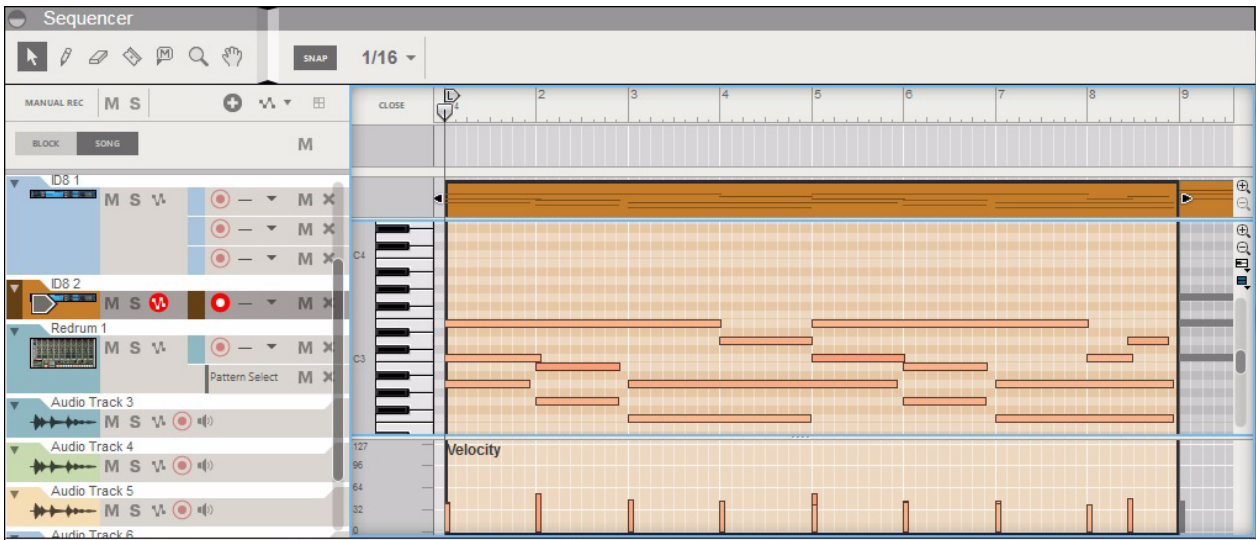 Sequencer
M
SNAP
1/16
MANUAL REC M S
CLOSE
L
4 2 3 4 5 6 7 8 9
BLOCK SONG M
ID8 1
M S M
M
M
C4
ID8 2
M S M
Redrum 1
M S M
C3
Pattern Select M
Audio Track 3
M S
Audio Track 4
M S
Audio Track 5
M S
Audio Track 6
127
96
64
32
0
Velocity